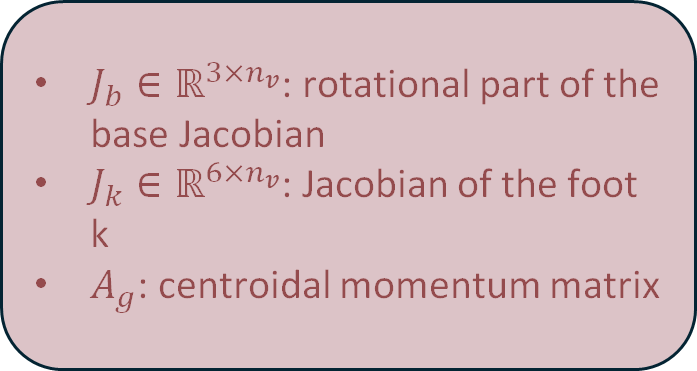 • J_b ∈ ℝ^{3×n_v}: rotational part of the
base Jacobian
• J_k ∈ ℝ^{6×n_v}: Jacobian of the foot
k
• A_g: centroidal momentum matrix